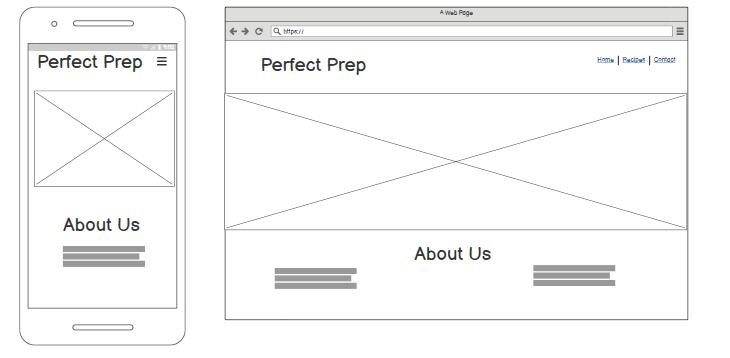 Perfect Prep
About Us
A Web Page
https://
Perfect Prep
Home | Recipes | Contact
About Us